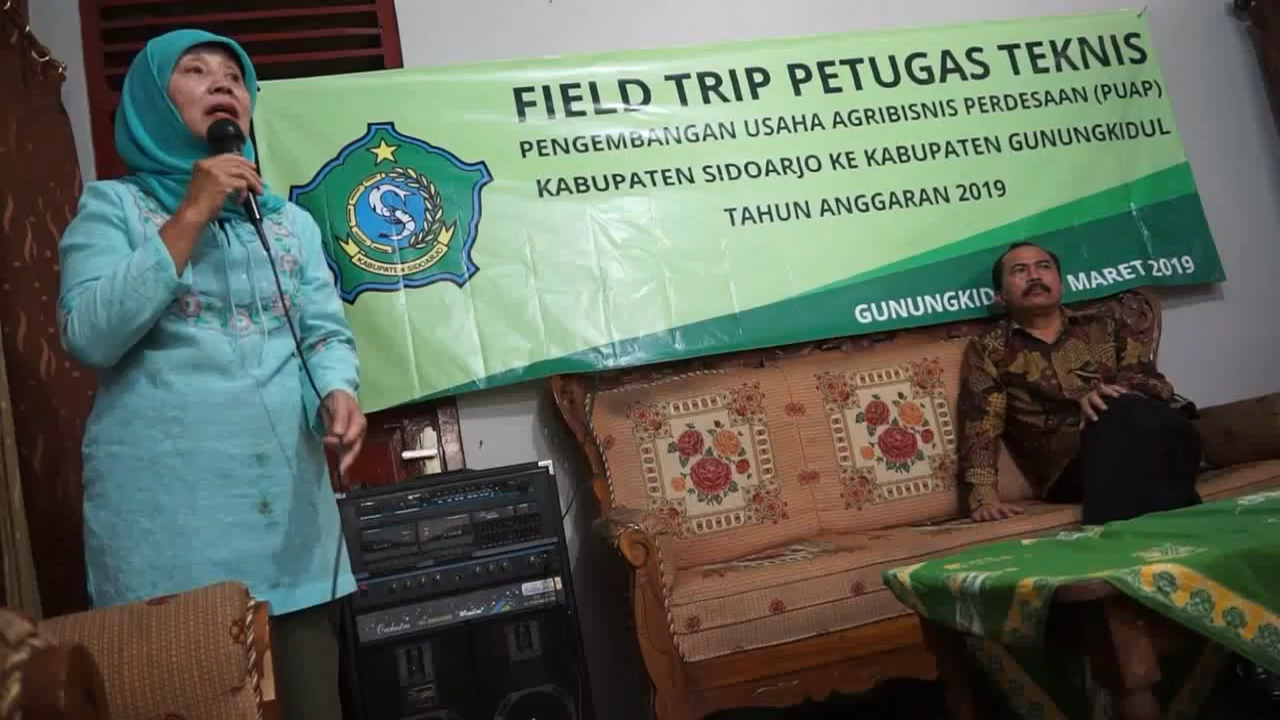 FIELD TRIP PETUGAS TEKNIS
PENGEMBANGAN USAHA AGRIBISNIS PERDESAAN (PUAP)
KABUPATEN SIDOARJO KE KABUPATEN GUNUNGKIDUL
TAHUN ANGGARAN 2019
KABUPATEN SIDOARJO
MARET 2019